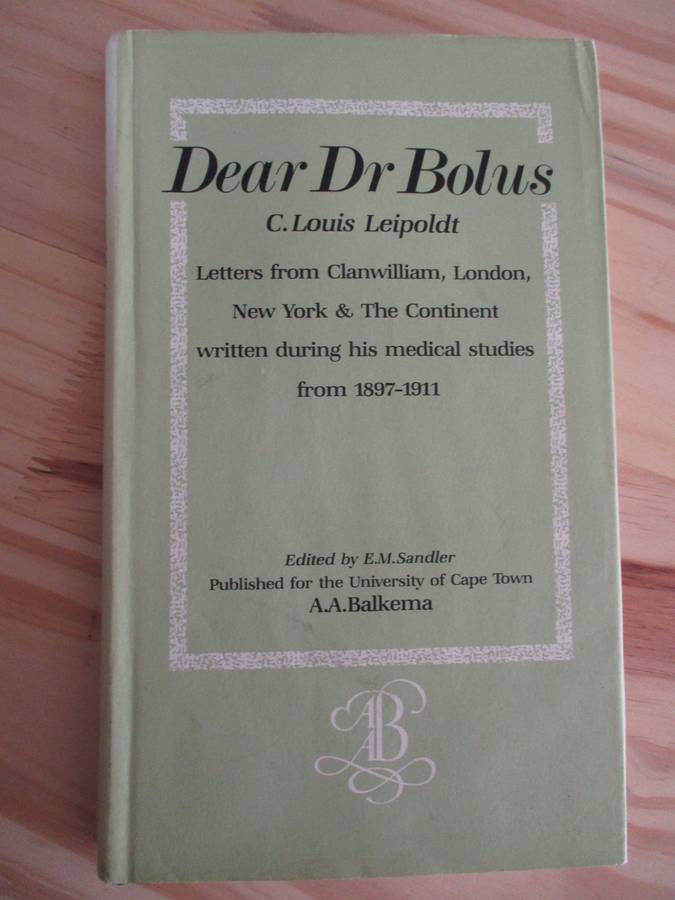 Dear Dr Bolus
C. Louis Leipoldt
Letters from Clanwilliam, London,
New York & The Continent
written during his medical studies
from 1897-1911
Edited by E.M.Sandler
Published for the University of Cape Town
A.A.Balkema
AAB